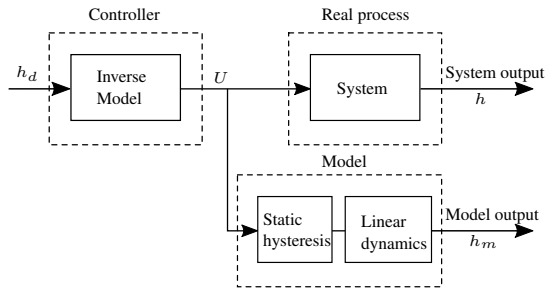 Controller
Real process
h_d
Inverse
Model
U
System
System output
h
Model
Static
hysteresis
Linear
dynamics
Model output
h_m